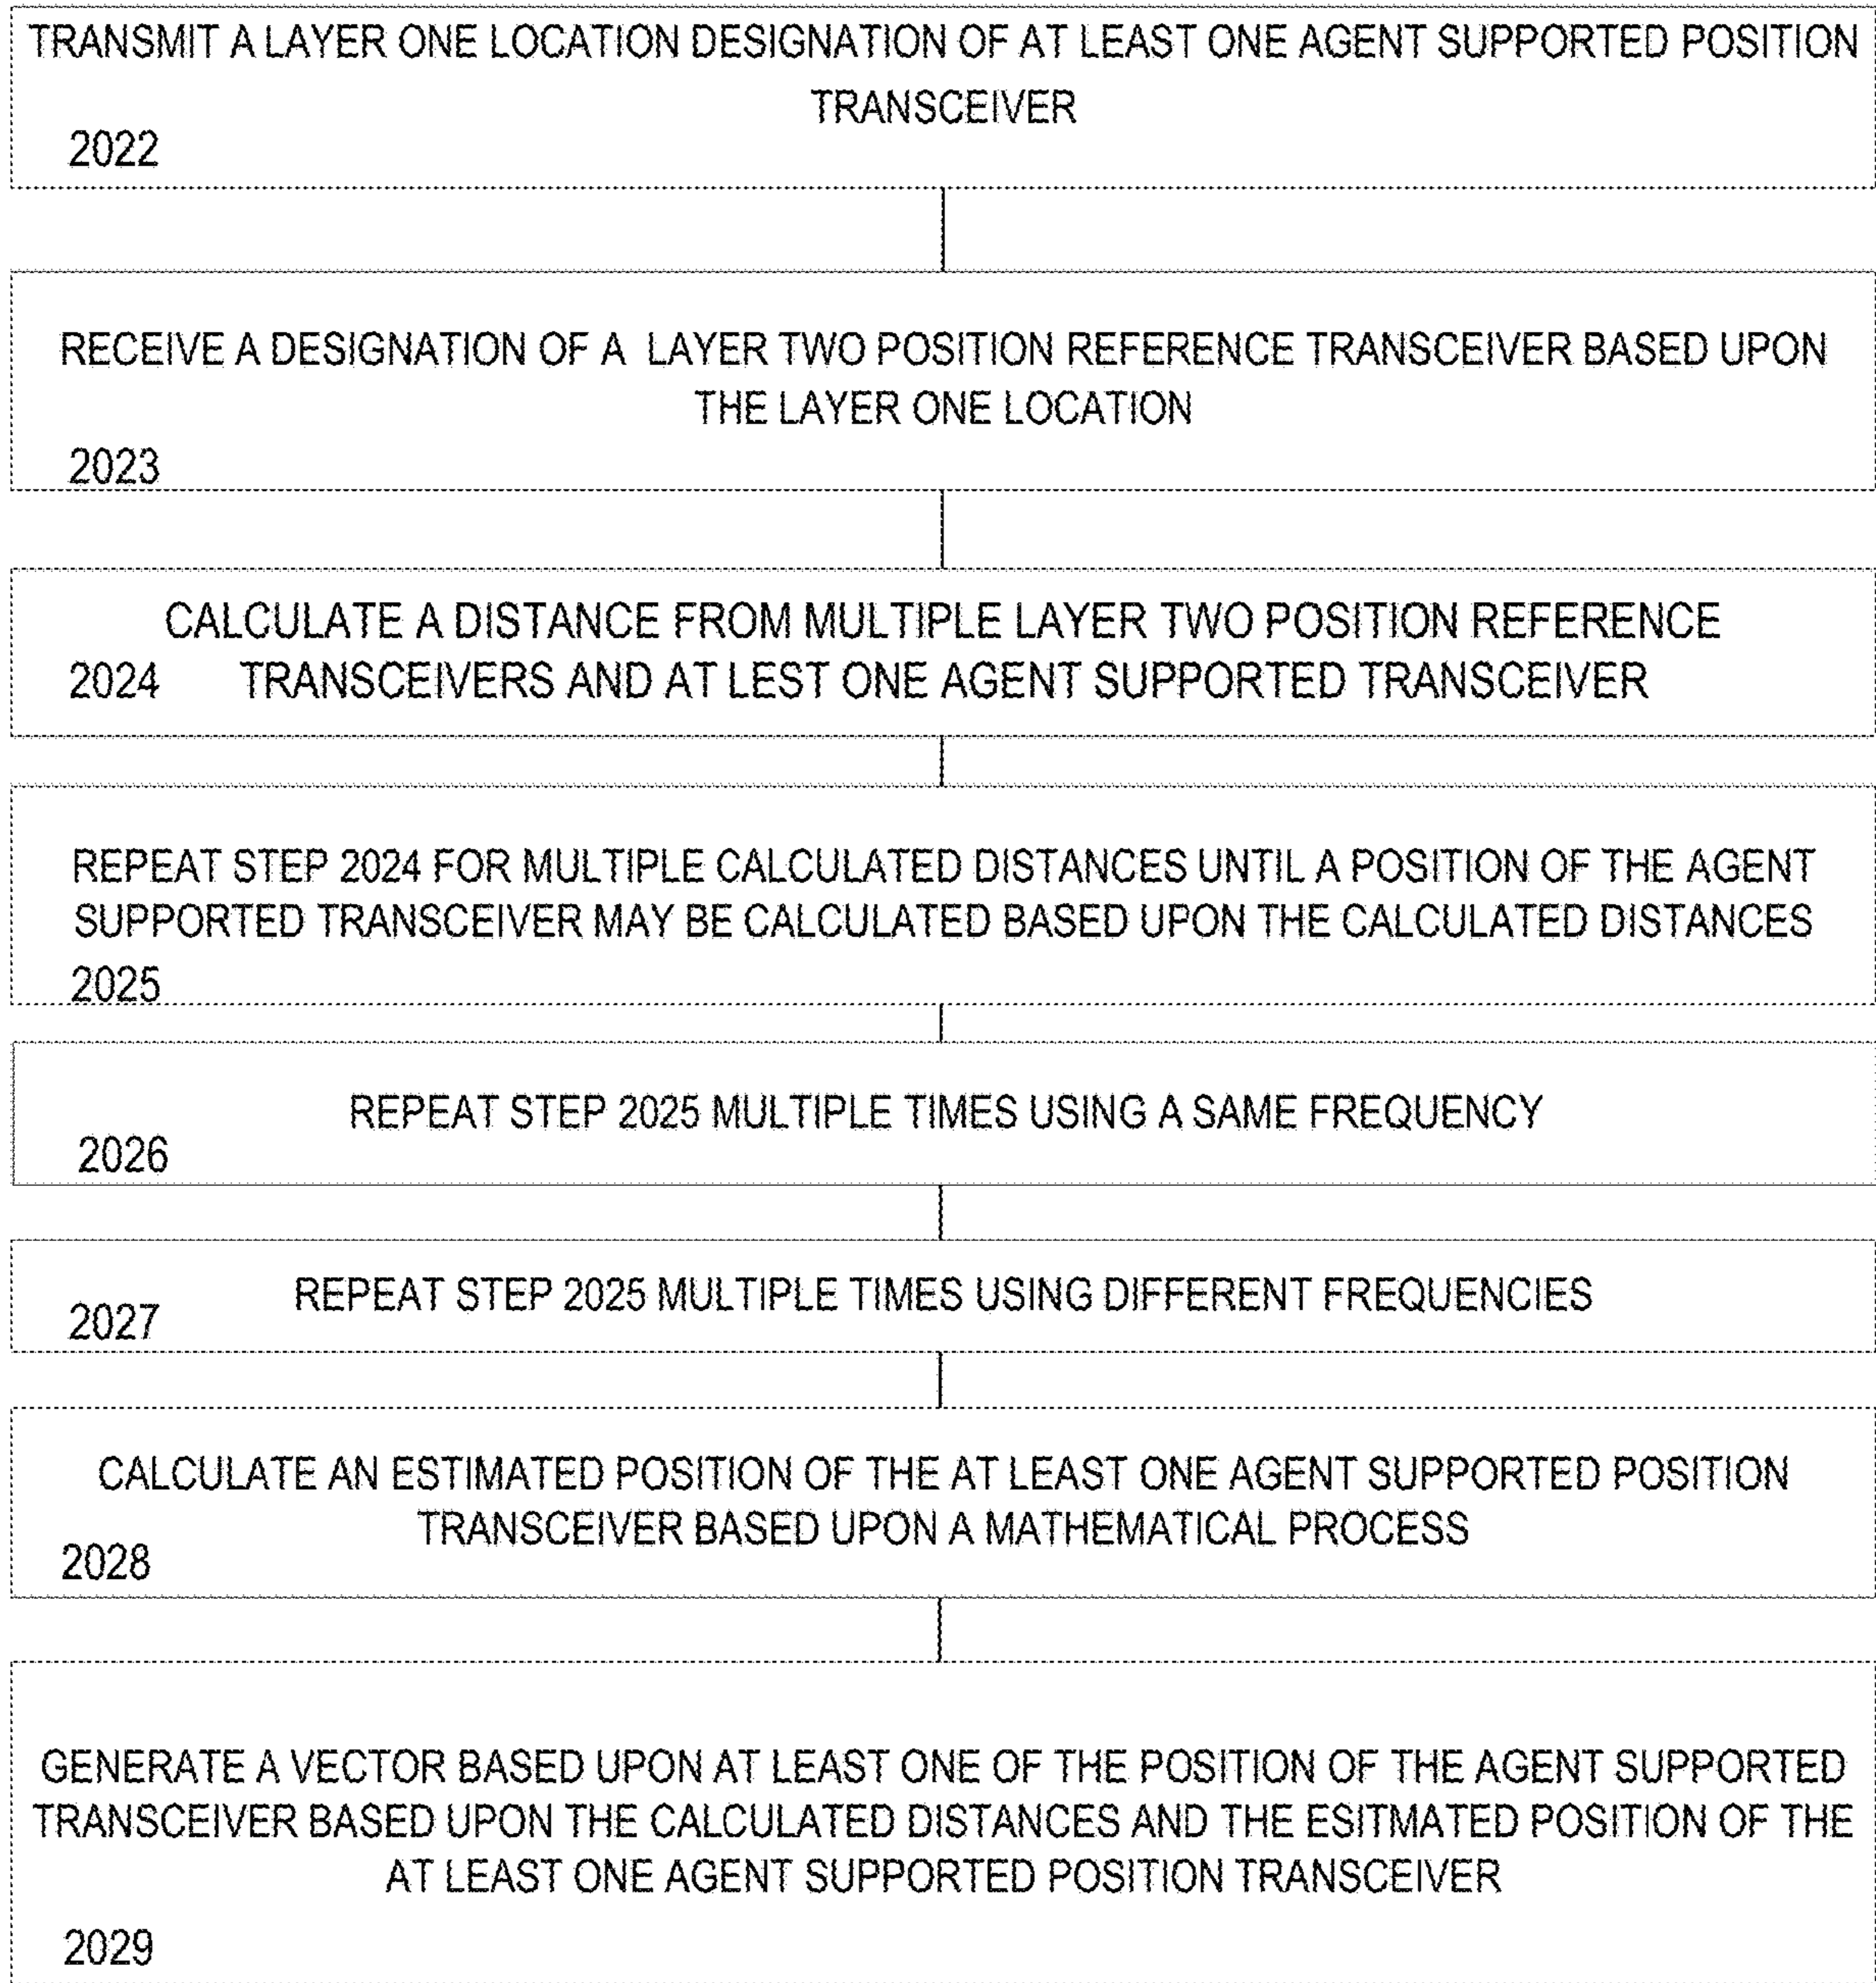 TRANSMIT A LAYER ONE LOCATION DESIGNATION OF AT LEAST ONE AGENT SUPPORTED POSITION
TRANSCEIVER
2022
RECEIVE A DESIGNATION OF A LAYER TWO POSITION REFERENCE TRANSCEIVER BASED UPON
THE LAYER ONE LOCATION
2023
CALCULATE A DISTANCE FROM MULTIPLE LAYER TWO POSITION REFERENCE
2024 TRANSCEIVERS AND AT LEST ONE AGENT SUPPORTED TRANSCEIVER
REPEAT STEP 2024 FOR MULTIPLE CALCULATED DISTANCES UNTIL A POSITION OF THE AGENT
SUPPORTED TRANSCEIVER MAY BE CALCULATED BASED UPON THE CALCULATED DISTANCES
2025
REPEAT STEP 2025 MULTIPLE TIMES USING A SAME FREQUENCY
2026
REPEAT STEP 2025 MULTIPLE TIMES USING DIFFERENT FREQUENCIES
2027
CALCULATE AN ESTIMATED POSITION OF THE AT LEAST ONE AGENT SUPPORTED POSITION
TRANSCEIVER BASED UPON A MATHEMATICAL PROCESS
2028
GENERATE A VECTOR BASED UPON AT LEAST ONE OF THE POSITION OF THE AGENT SUPPORTED
TRANSCEIVER BASED UPON THE CALCULATED DISTANCES AND THE ESITMATED POSITION OF THE
AT LEAST ONE AGENT SUPPORTED POSITION TRANSCEIVER
2029